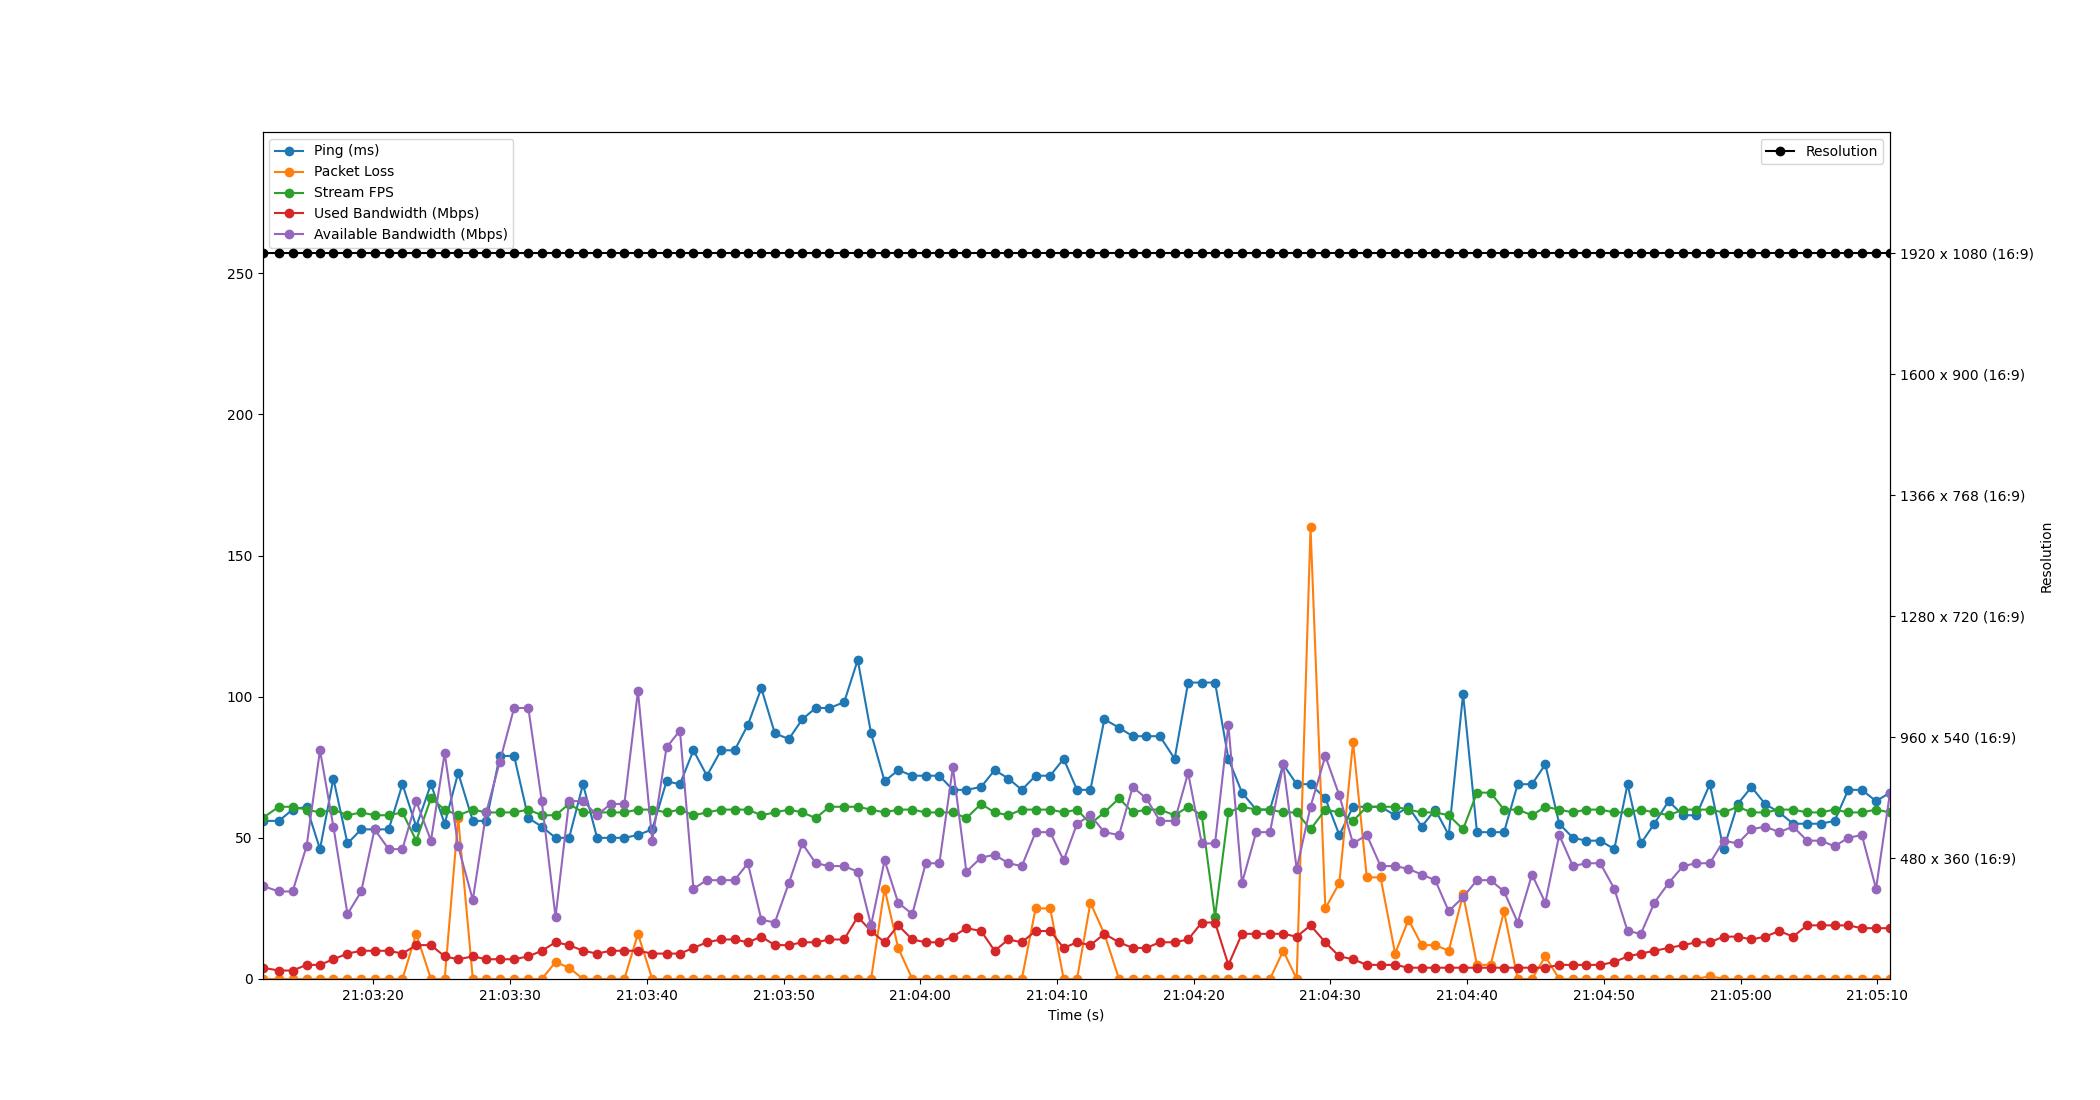 Ping (ms)
Packet Loss
Stream FPS
Used Bandwidth (Mbps)
Available Bandwidth (Mbps)
Resolution
250
200
150
100
50
0
1920 x 1080 (16:9)
1600 x 900 (16:9)
1366 x 768 (16:9)
1280 x 720 (16:9)
960 x 540 (16:9)
480 x 360 (16:9)
Resolution
21:03:20 21:03:30 21:03:40 21:03:50 21:04:00 21:04:10 21:04:20 21:04:30 21:04:40 21:04:50 21:05:00 21:05:10
Time (s)